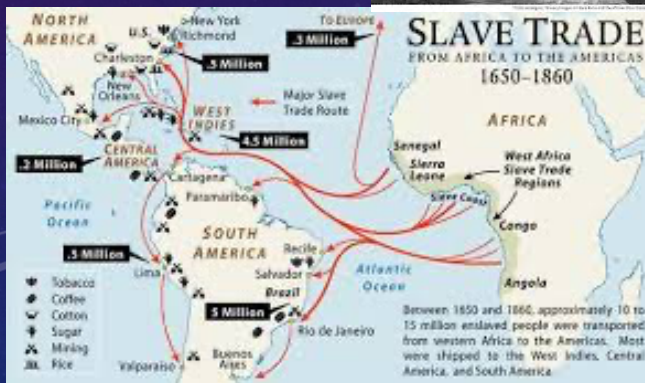 SLAVE TRADE
FROM AFRICA TO THE AMERICAS
1650–1860
NORTH
AMERICA
U.S.
New York
Richmond
Charleston
.5 Million
New
Orleans
Mexico City
WEST
INDIES
4.5 Million
CENTRAL
AMERICA
.2 Million
TO EUROPE
.3 Million
Major Slave
Trade Route
AFRICA
Senegal
Sierra
Leone
West Africa
Slave Trade
Regions
Slave Coast
Congo
Angola
Pacific
Ocean
Cartagena
Paramaribo
SOUTH
AMERICA
Recife
Salvador
Brazil
5 Million
Rio de Janeiro
Atlantic
Ocean
.5 Million
Lima
Buenos
Aires
Valparaiso
Tobacco
Coffee
Cotton
Sugar
Mining
Rice
Between 1650 and 1860, approximately 10 to
15 million enslaved people were transported
from western Africa to the Americas. Most
were shipped to the West Indies, Central
America, and South America